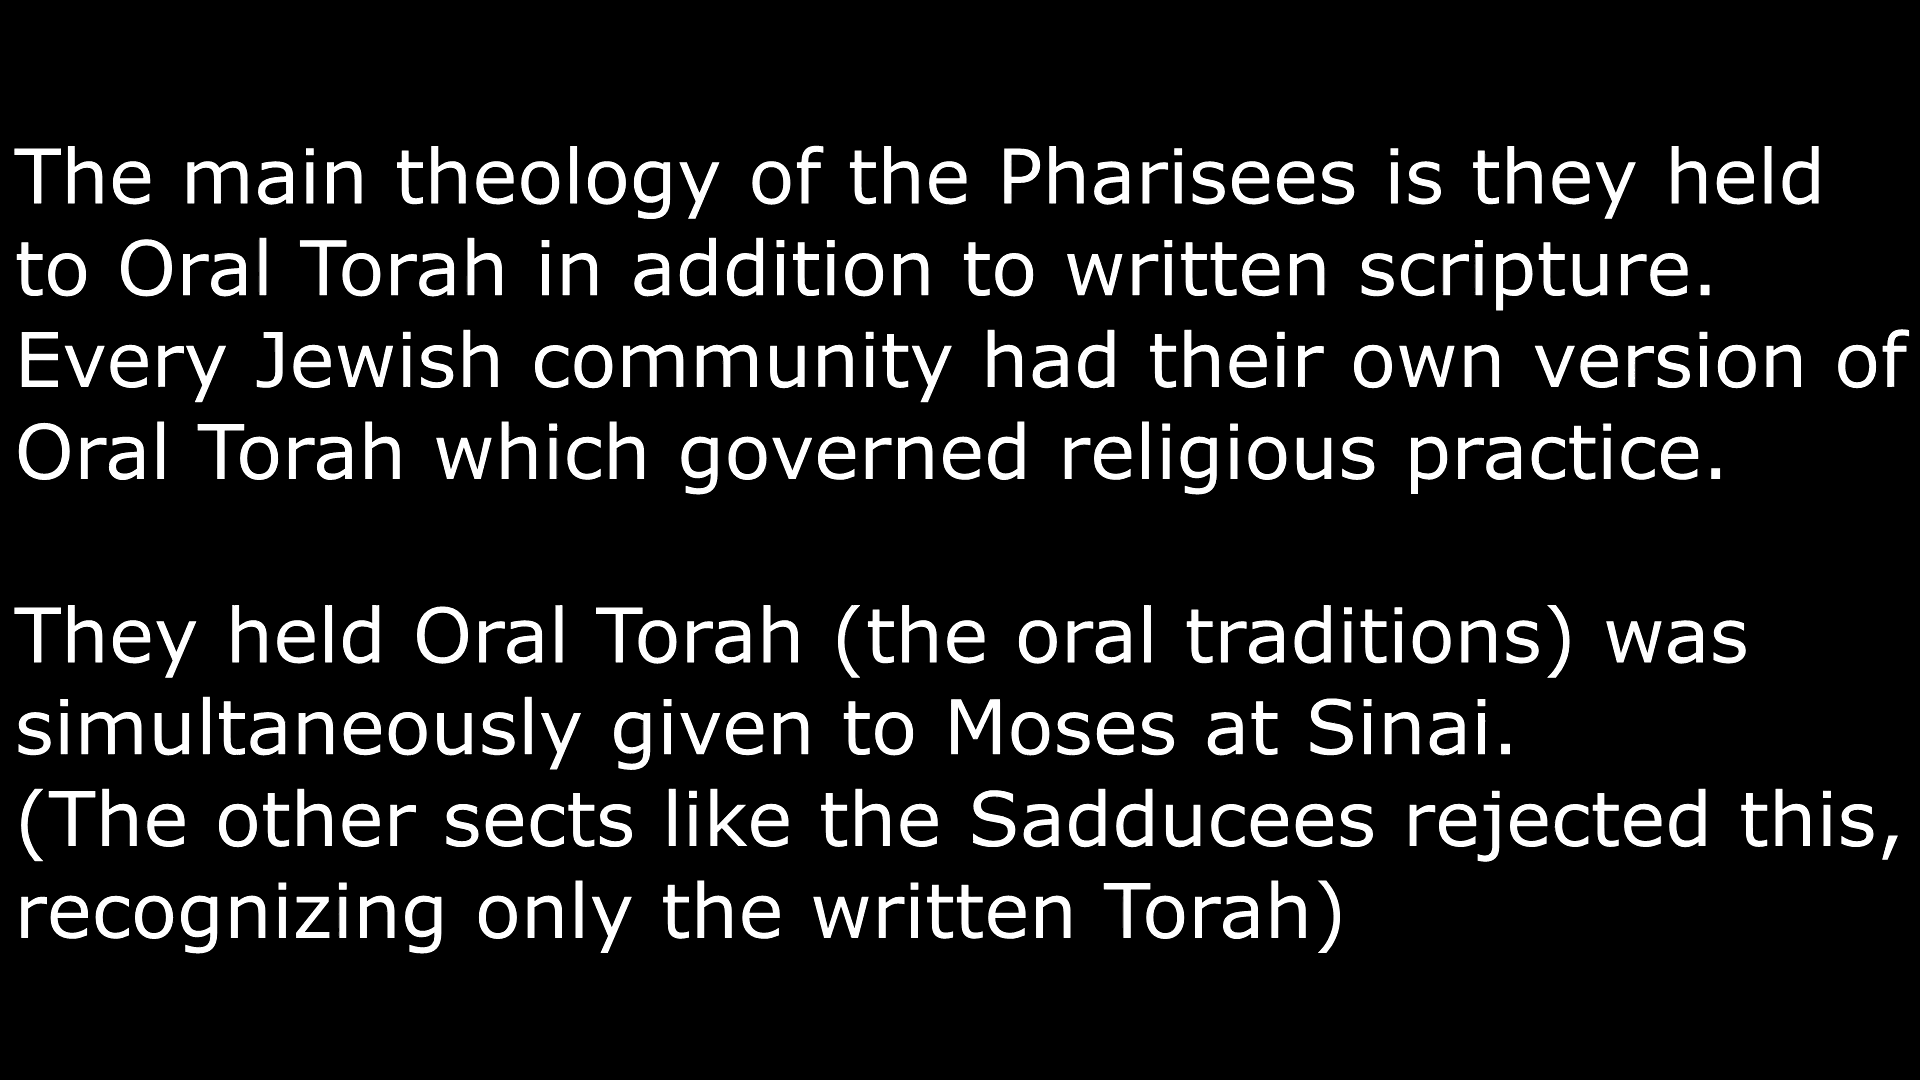 The main theology of the Pharisees is they held
to Oral Torah in addition to written scripture.
Every Jewish community had their own version of
Oral Torah which governed religious practice.
They held Oral Torah (the oral traditions) was
simultaneously given to Moses at Sinai.
(The other sects like the Sadducees rejected this,
recognizing only the written Torah)